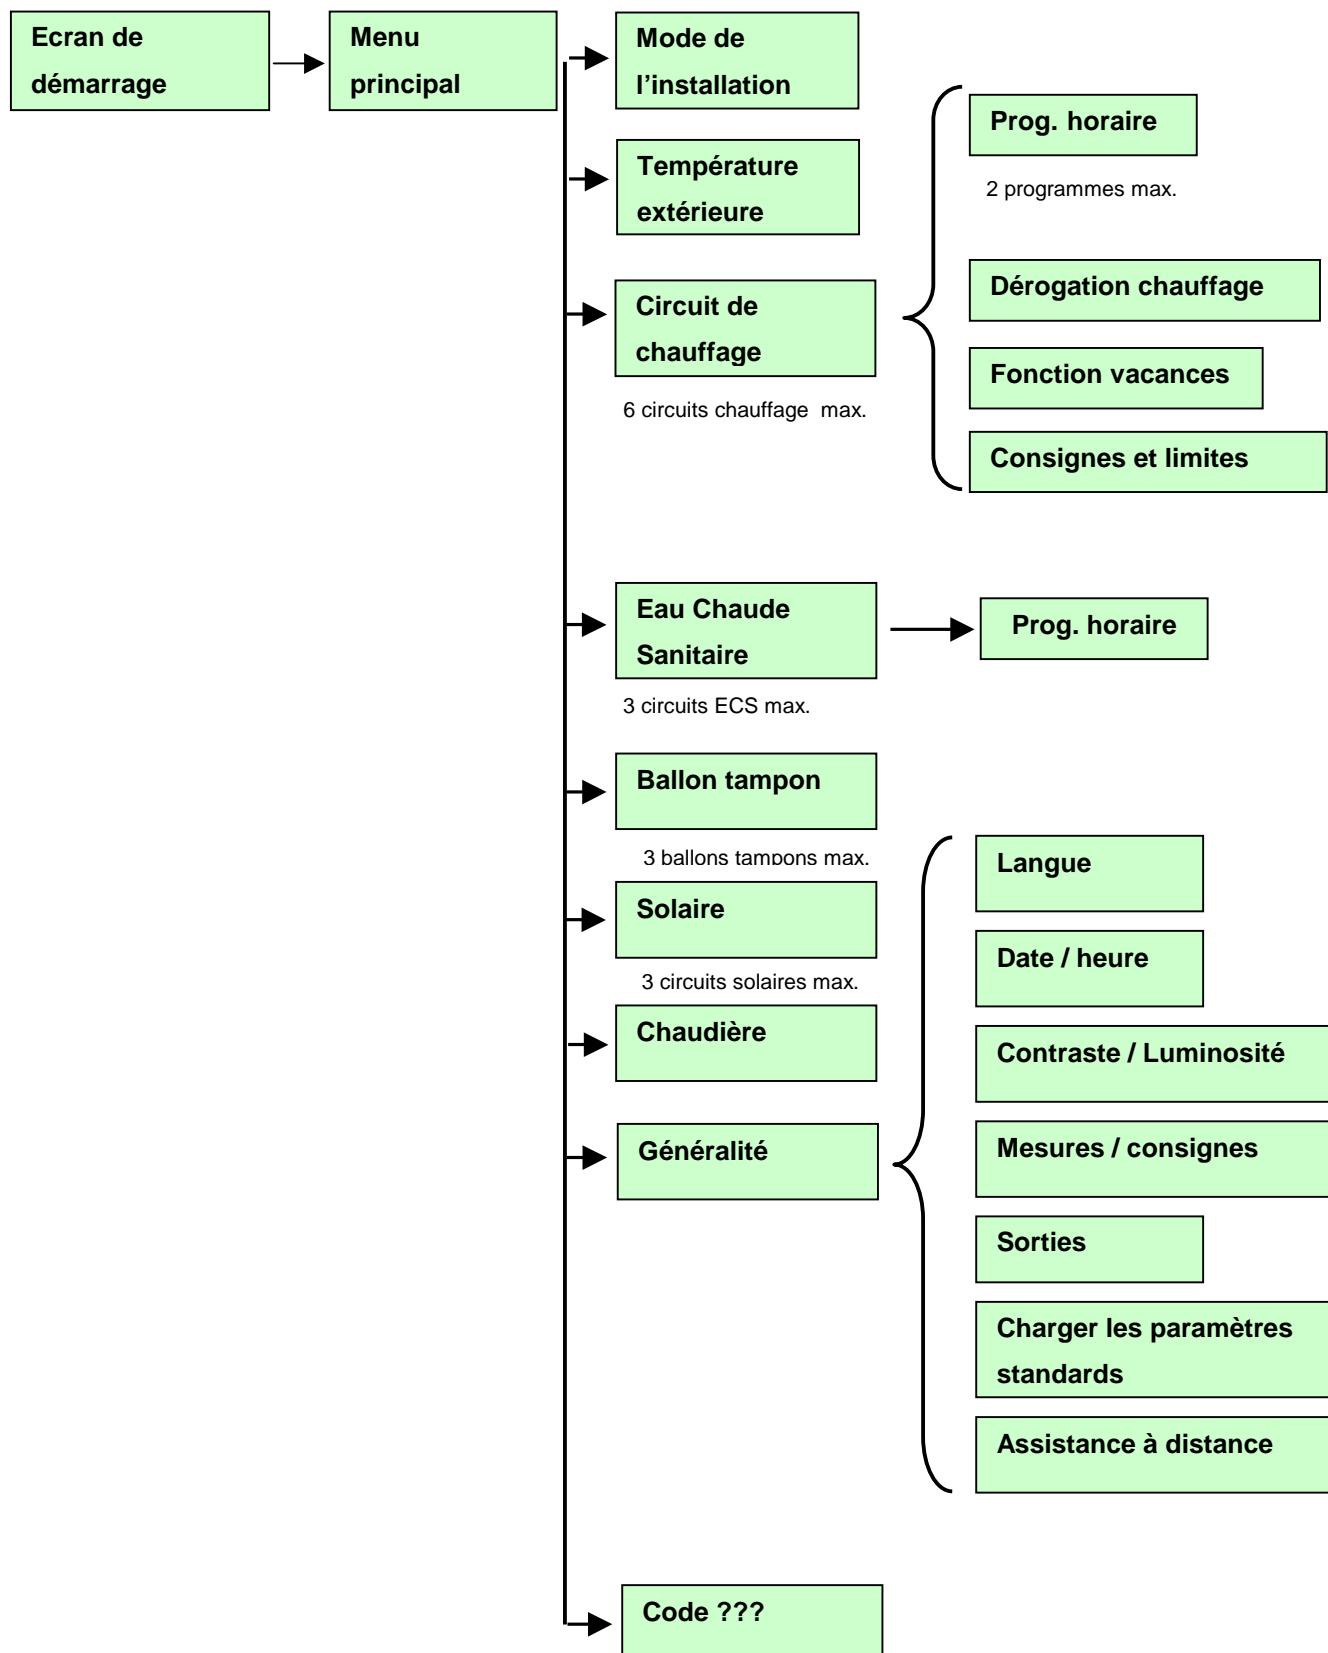 Ecran de
démarrage
Menu
principal
Mode de
l'installation
Température
extérieure
Circuit de
chauffage
6 circuits chauffage max.
Prog. horaire
2 programmes max.
Dérogation chauffage
Fonction vacances
Consignes et limites
Eau Chaude
Sanitaire
3 circuits ECS max.
Prog. horaire
Ballon tampon
3 ballons tampons max.
Solaire
3 circuits solaires max.
Chaudière
Généralité
Langue
Date / heure
Contraste / Luminosité
Mesures / consignes
Sorties
Charger les paramètres
standards
Assistance à distance
Code ???